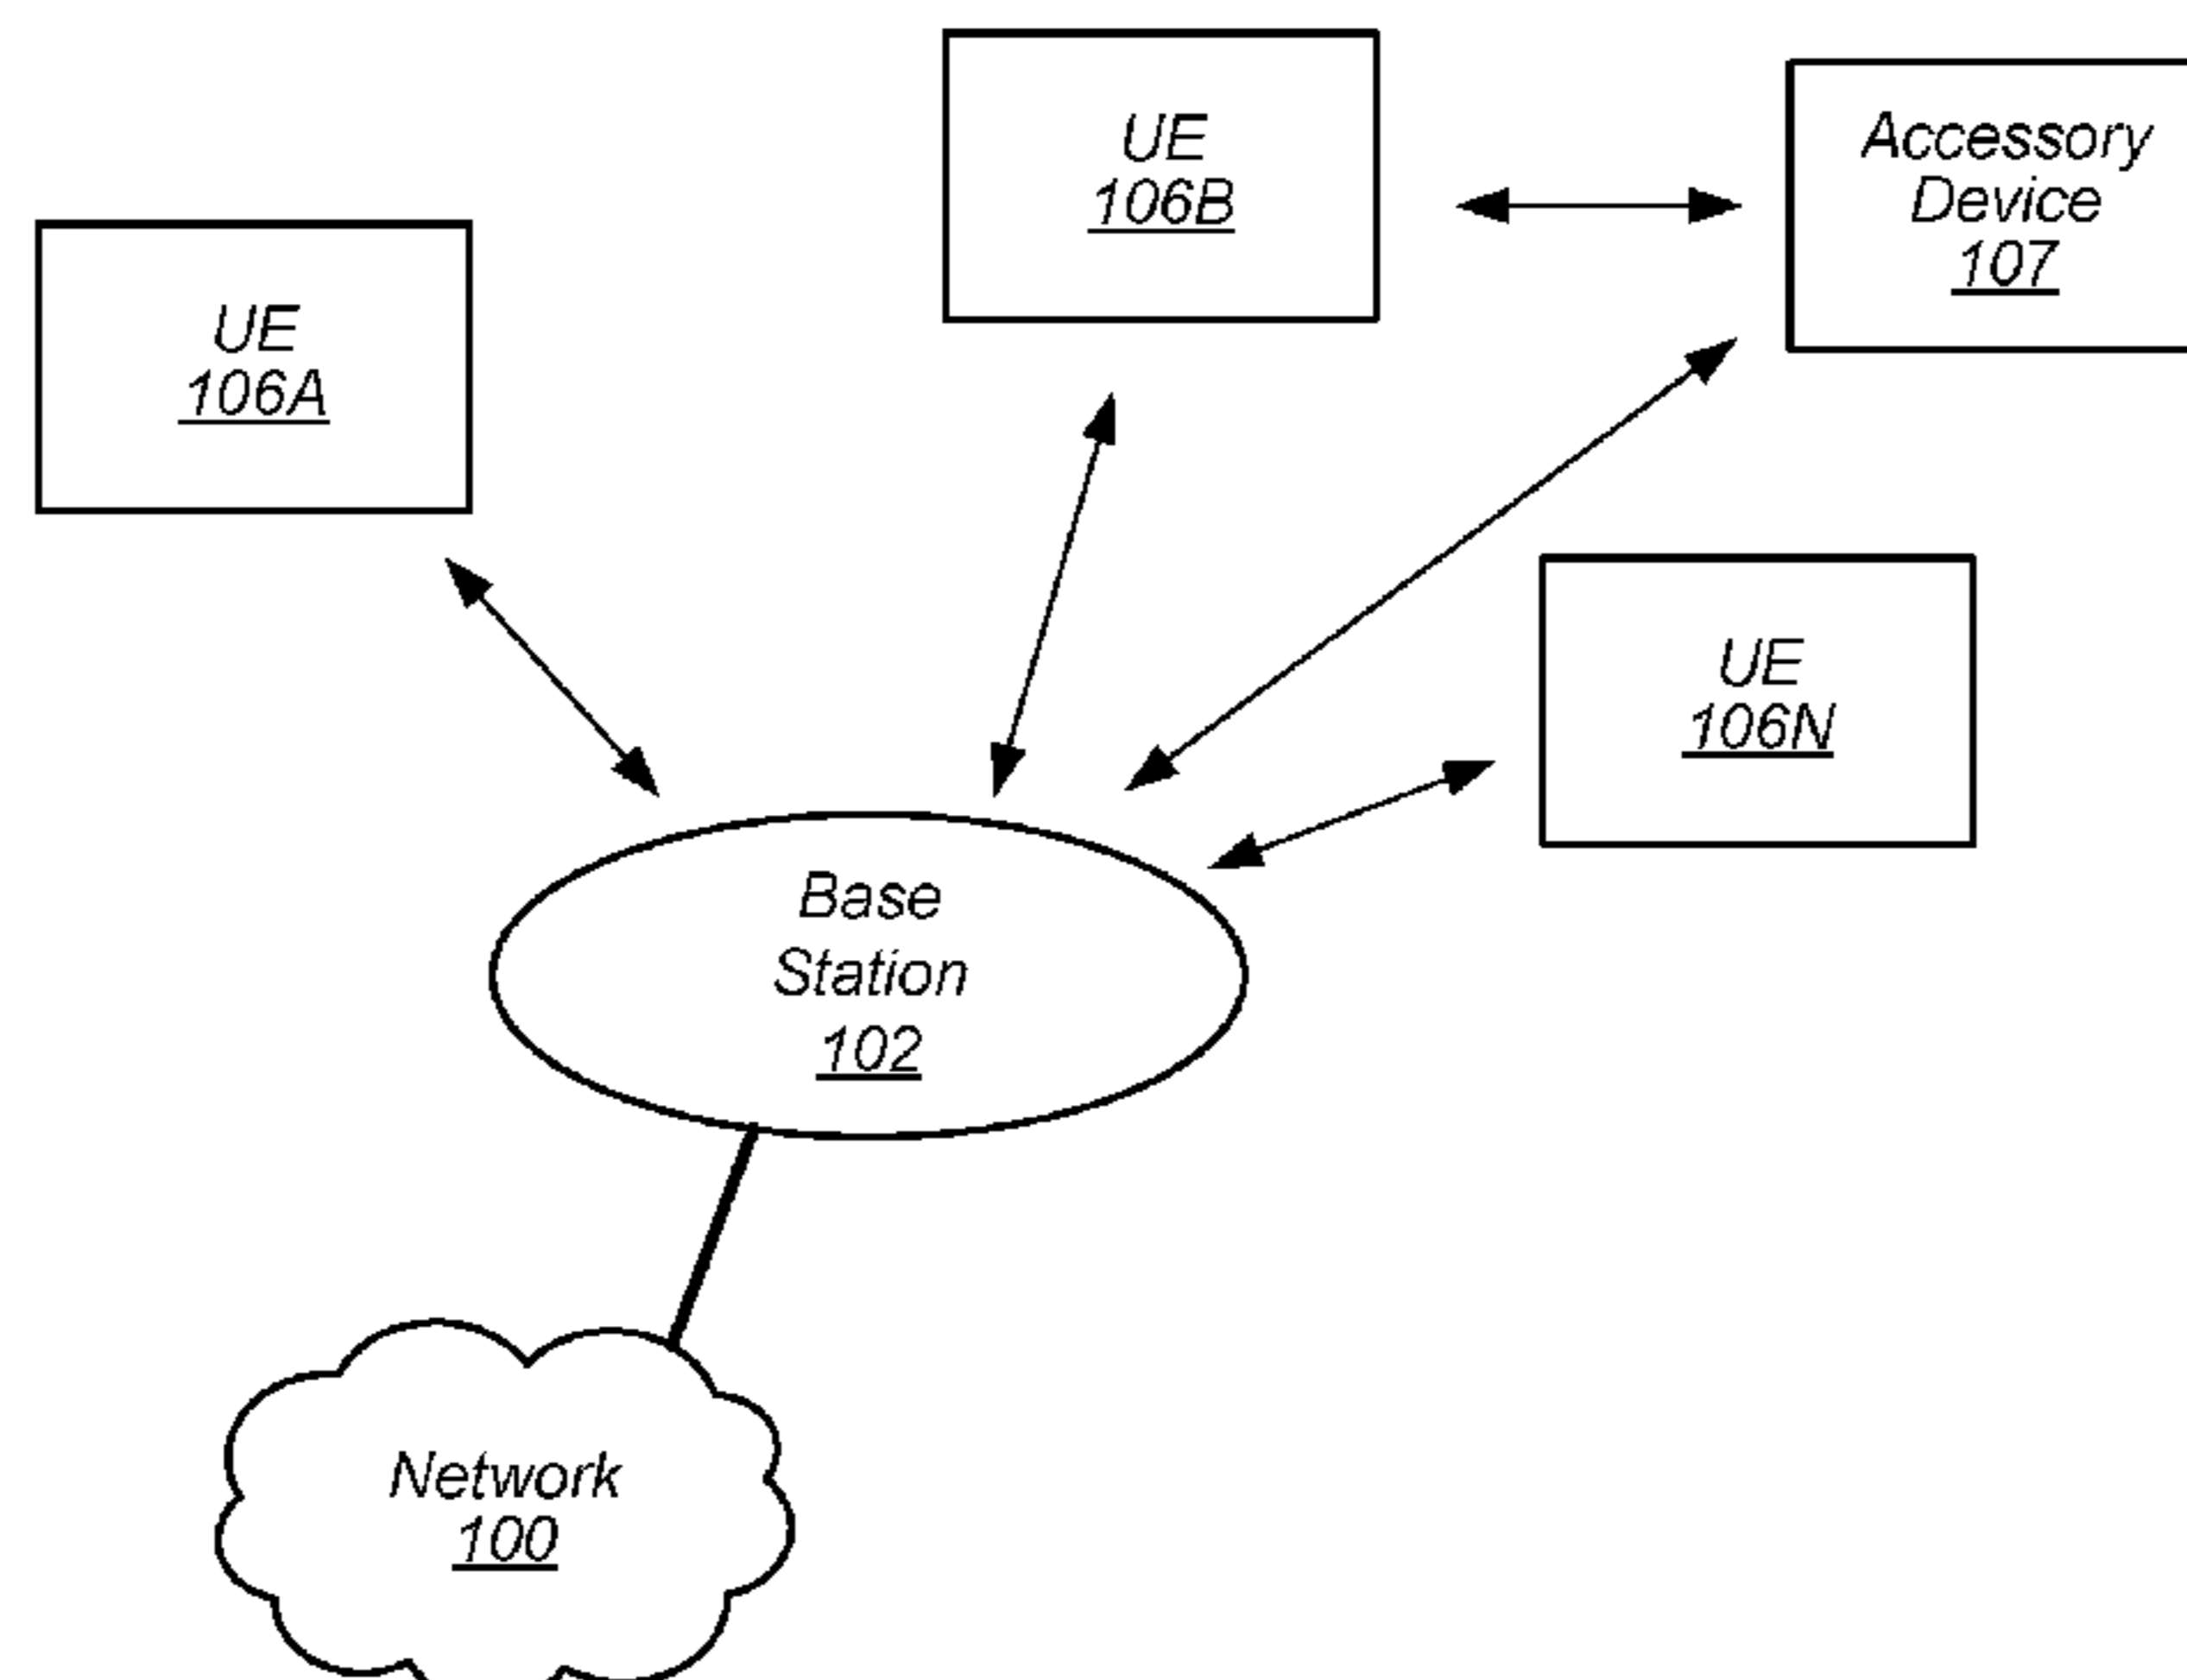 UE
106A
UE
106B
Accessory
Device
107
UE
106N
Base
Station
102
Network
100